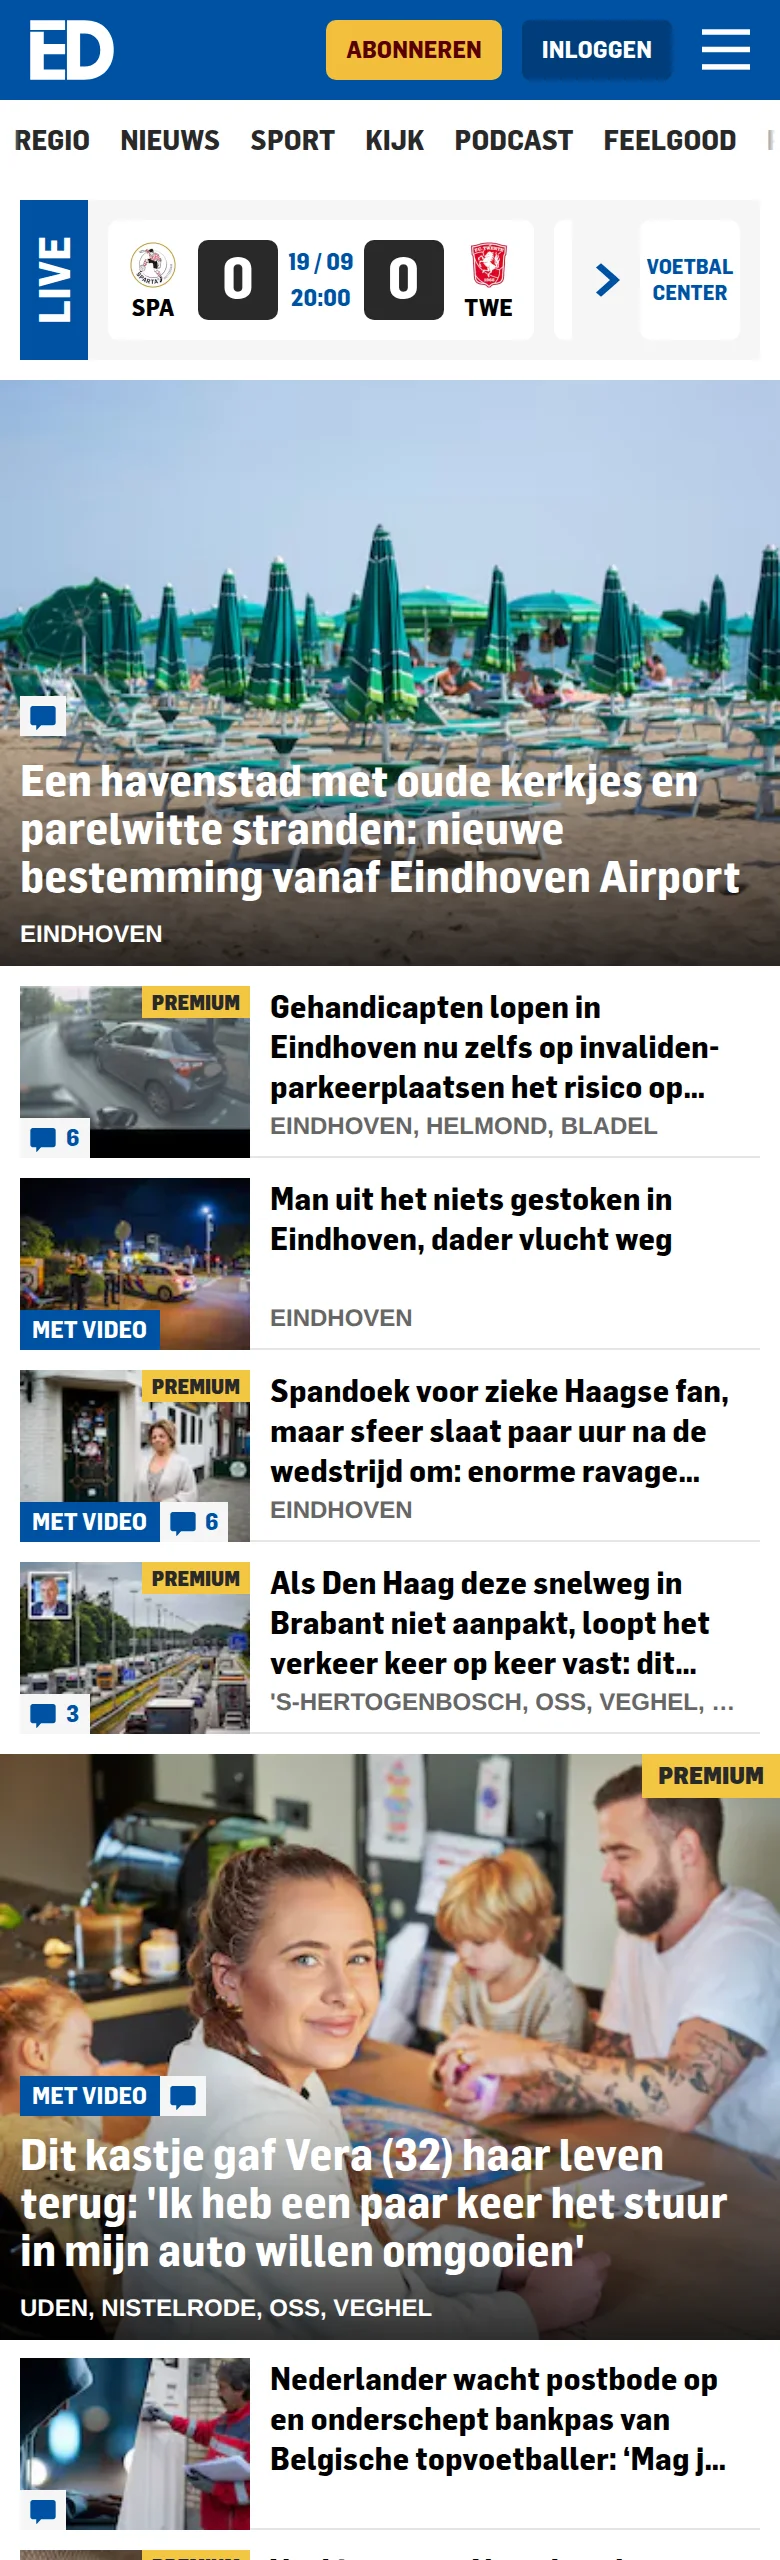 ED
ABONNEREN
INLOGGEN
REGIO NIEUWS SPORT KIJK PODCAST FEELGOOD
LIVE
SPA
0
19 / 09
20:00
0
TWE
VOETBAL
CENTER
Een havenstad met oude kerkjes en
parelwitte stranden: nieuwe
bestemming vanaf Eindhoven Airport
EINDHOVEN
PREMIUM
6
Gehandicapten lopen in
Eindhoven nu zelfs op invaliden-
parkeerplaatsen het risico op...
EINDHOVEN, HELMOND, BLADEL
MET VIDEO
Man uit het niets gestoken in
Eindhoven, dader vlucht weg
EINDHOVEN
PREMIUM
MET VIDEO
6
Spandoek voor zieke Haagse fan,
maar sfeer slaat paar uur na de
wedstrijd om: enorme ravage...
EINDHOVEN
PREMIUM
3
Als Den Haag deze snelweg in
Brabant niet aanpakt, loopt het
verkeer keer op keer vast: dit...
'S-HERTOGENBOSCH, OSS, VEGHEL, ...
PREMIUM
MET VIDEO
Dit kastje gaf Vera (32) haar leven
terug: 'Ik heb een paar keer het stuur
in mijn auto willen omgooien'
UDEN, NISTELRODE, OSS, VEGHEL
Nederlander wacht postbode op
en onderschept bankpas van
Belgische topvoetballer: ‘Mag j...